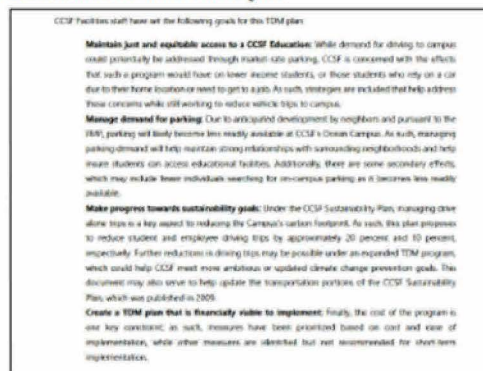 CCSF Facilities staff have set the following goals for this TDM plan:
Maintain just and equitable access to a CCSF Education: While demand for driving to campus
could potentially be addressed through market rate parking, CCSF is concerned with the effects
that such a program would have on lower income students, or those students who rely on a car
due to their home location or need to get to a job. As such, strategies are included that help address
these concerns while still working to reduce vehicle trips to campus.
Manage demand for parking: Due to anticipated development by neighbors and pursuant to the
FMP, parking will likely become less readily available at CCSF's Ocean Campus. As such, managing
parking demand will help maintain strong relationships with surrounding neighborhoods and help
insure students can access educational facilities. Additionally, there are some secondary effects,
which may include fewer individuals searching for on-campus parking as it becomes less readily
available.
Make progress towards sustainability goals: Under the CCSF Sustainability Plan, managing drive
alone trips is a key aspect to reducing the Campus's carbon footprint. As such, this plan proposes
to reduce student and employee driving trips by approximately 20 percent and 10 percent,
respectively. Further reductions in driving trips may be possible under an expanded TDM program,
which could help CCSF meet more ambitious or updated climate change prevention goals. This
document may also serve to help update the transportation portions of the CCSF Sustainability
Plan, which was published in 2009.
Create a TDM plan that is financially viable to implement: Finally, the cost of the program is
one key constraint; as such, measures have been prioritized based on cost and ease of
implementation, while other measures are identified but not recommended for short-term
implementation.